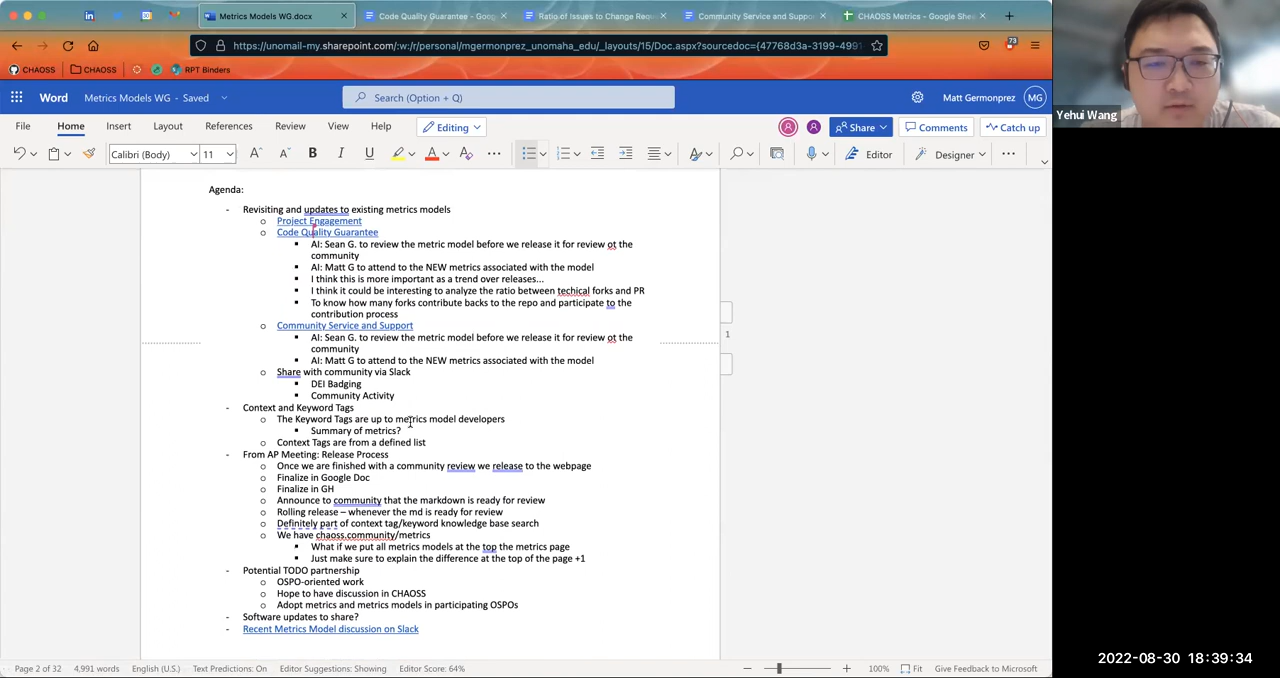 Metrics Models WG.docx
Code Quality Guarantee - Goo
Ratio of Issues to Change Req
Community Service and Suppor
CHAOSS Metrics - Google She
https://unomail-my.sharepoint.com/:w:/r/personal/mgermonprez_unomaha_edu/_layouts/15/Doc.aspx?sourcedoc={47768d3a-3199-4991-
73
CHAOSS
CHAOSS
RPT Binders
Word
Metrics Models WG - Saved
Search (Option + Q)
Matt Germonprez
MG
File
Home
Insert
Layout
References
Review
View
Help
Editing
Share
Comments
Catch up
Calibri (Body)
11
Editor
Designer
Agenda:
- Revisiting and updates to existing metrics models
o Project Engagement
o Code Quality Guarantee
▪ AI: Sean G. to review the metric model before we release it for review ot the
community
▪ AI: Matt G to attend to the NEW metrics associated with the model
▪ I think this is more important as a trend over releases...
▪ I think it could be interesting to analyze the ratio between techical forks and PR
▪ To know how many forks contribute backs to the repo and participate to the
contribution process
o Community Service and Support
▪ AI: Sean G. to review the metric model before we release it for review ot the
community
▪ AI: Matt G to attend to the NEW metrics associated with the model
o Share with community via Slack
▪ DEI Badging
▪ Community Activity
- Context and Keyword Tags
o The Keyword Tags are up to metrics model developers
▪ Summary of metrics?
o Context Tags are from a defined list
- From AP Meeting: Release Process
o Once we are finished with a community review we release to the webpage
o Finalize in Google Doc
o Finalize in GH
o Announce to community that the markdown is ready for review
o Rolling release – whenever the md is ready for review
o Definitely part of context tag/keyword knowledge base search
o We have chaoss.community/metrics
▪ What if we put all metrics models at the top the metrics page
▪ Just make sure to explain the difference at the top of the page +1
- Potential TODO partnership
o OSPO-oriented work
o Hope to have discussion in CHAOSS
o Adopt metrics and metrics models in participating OSPOs
- Software updates to share?
- Recent Metrics Model discussion on Slack
1
Page 2 of 32
4,991 words
English (U.S.)
Text Predictions: On
Editor Suggestions: Showing
Editor Score: 64%
100%
Fit
Give Feedback to Microsoft
Yehui Wang
2022-08-30 18:39:34